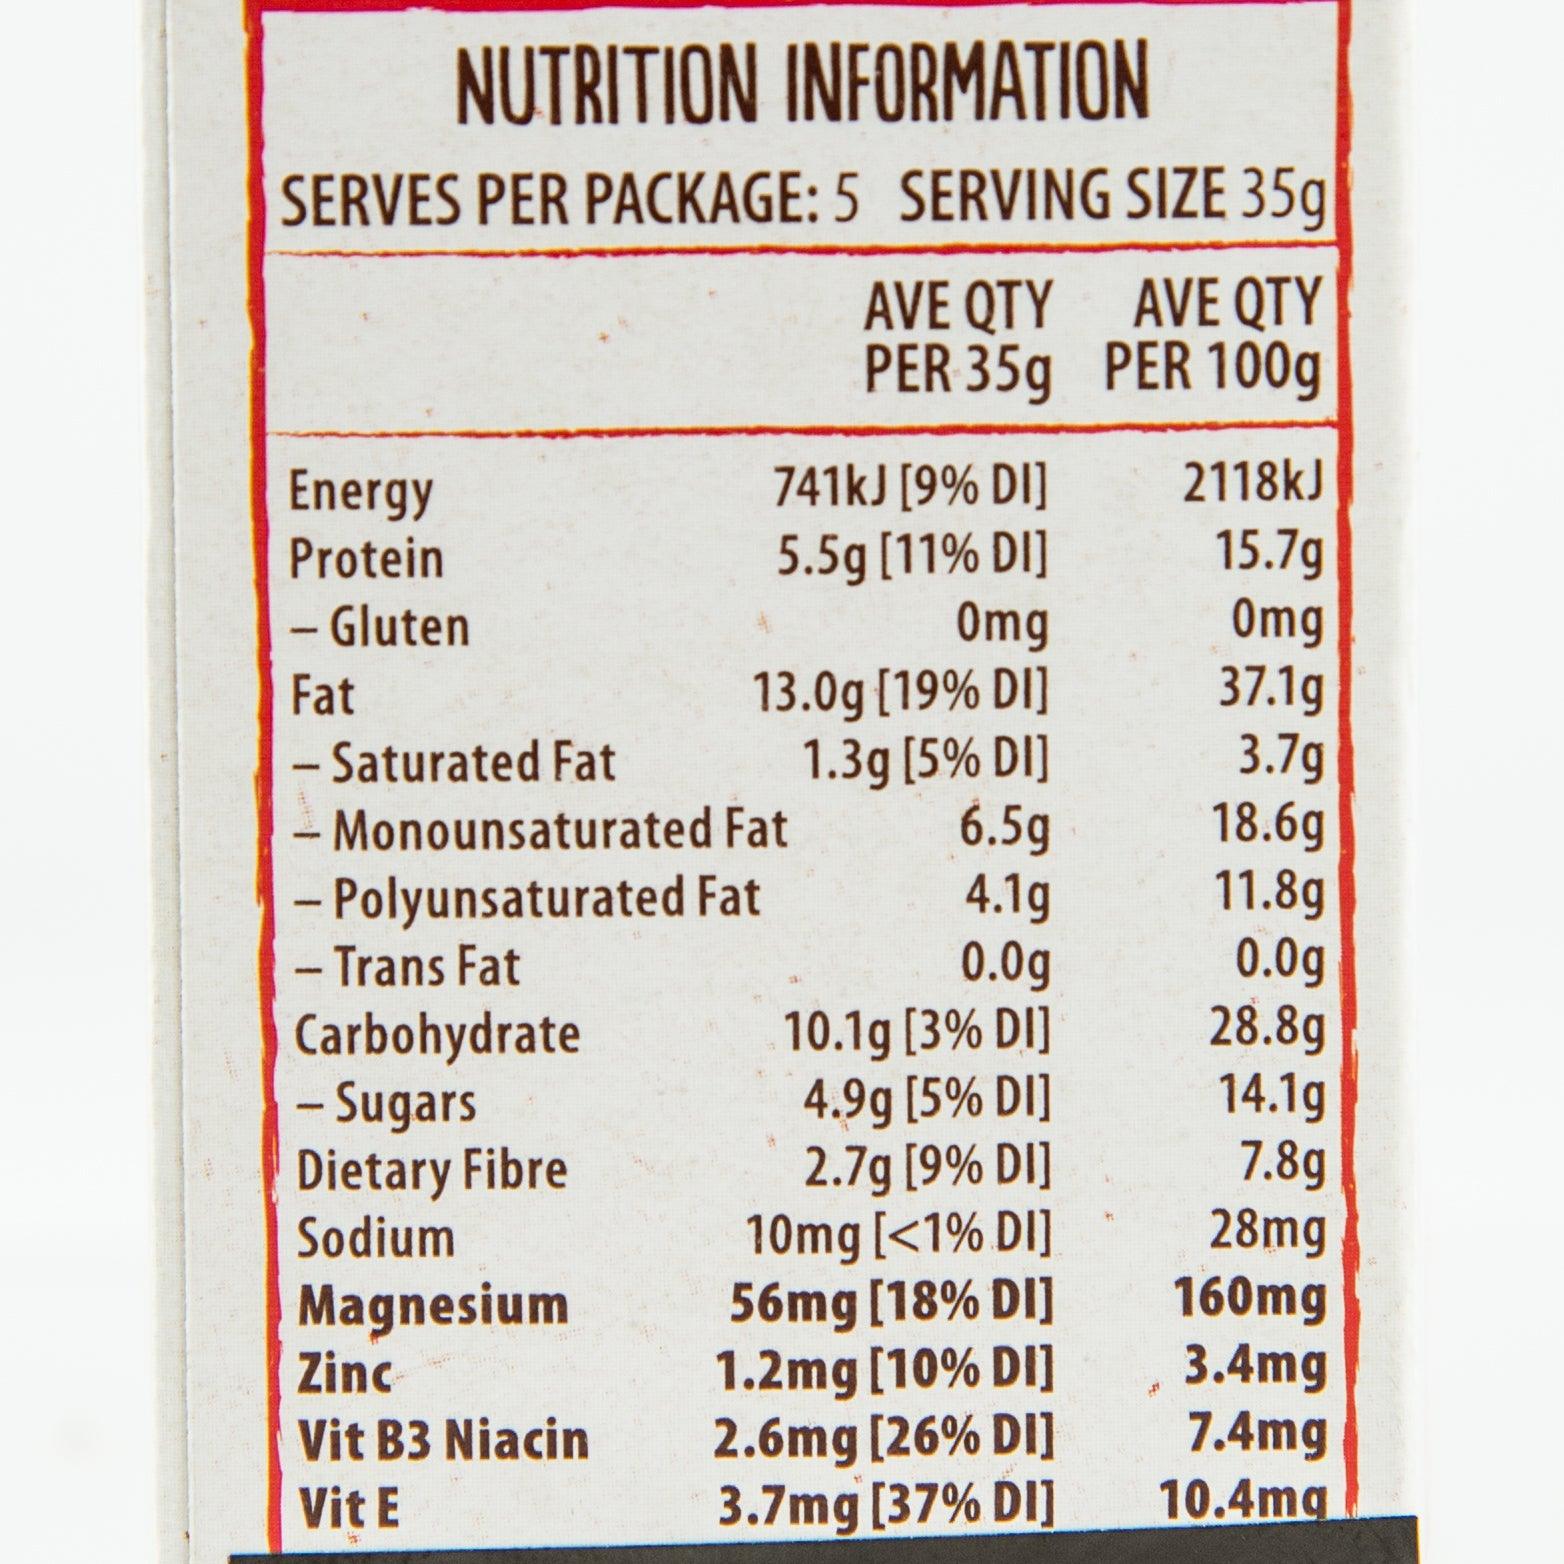 NUTRITION INFORMATION
SERVES PER PACKAGE: 5 SERVING SIZE 35g
AVE QTY AVE QTY
PER 35g PER 100g
Energy 741kJ [9% DI] 2118kJ
Protein 5.5g [11% DI] 15.7g
– Gluten 0mg 0mg
Fat 13.0g [19% DI] 37.1g
– Saturated Fat 1.3g [5% DI] 3.7g
– Monounsaturated Fat 6.5g 18.6g
– Polyunsaturated Fat 4.1g 11.8g
– Trans Fat 0.0g 0.0g
Carbohydrate 10.1g [3% DI] 28.8g
– Sugars 4.9g [5% DI] 14.1g
Dietary Fibre 2.7g [9% DI] 7.8g
Sodium 10mg [<1% DI] 28mg
Magnesium 56mg [18% DI] 160mg
Zinc 1.2mg [10% DI] 3.4mg
Vit B3 Niacin 2.6mg [26% DI] 7.4mg
Vit E 3.7mg [37% DI] 10.4mg